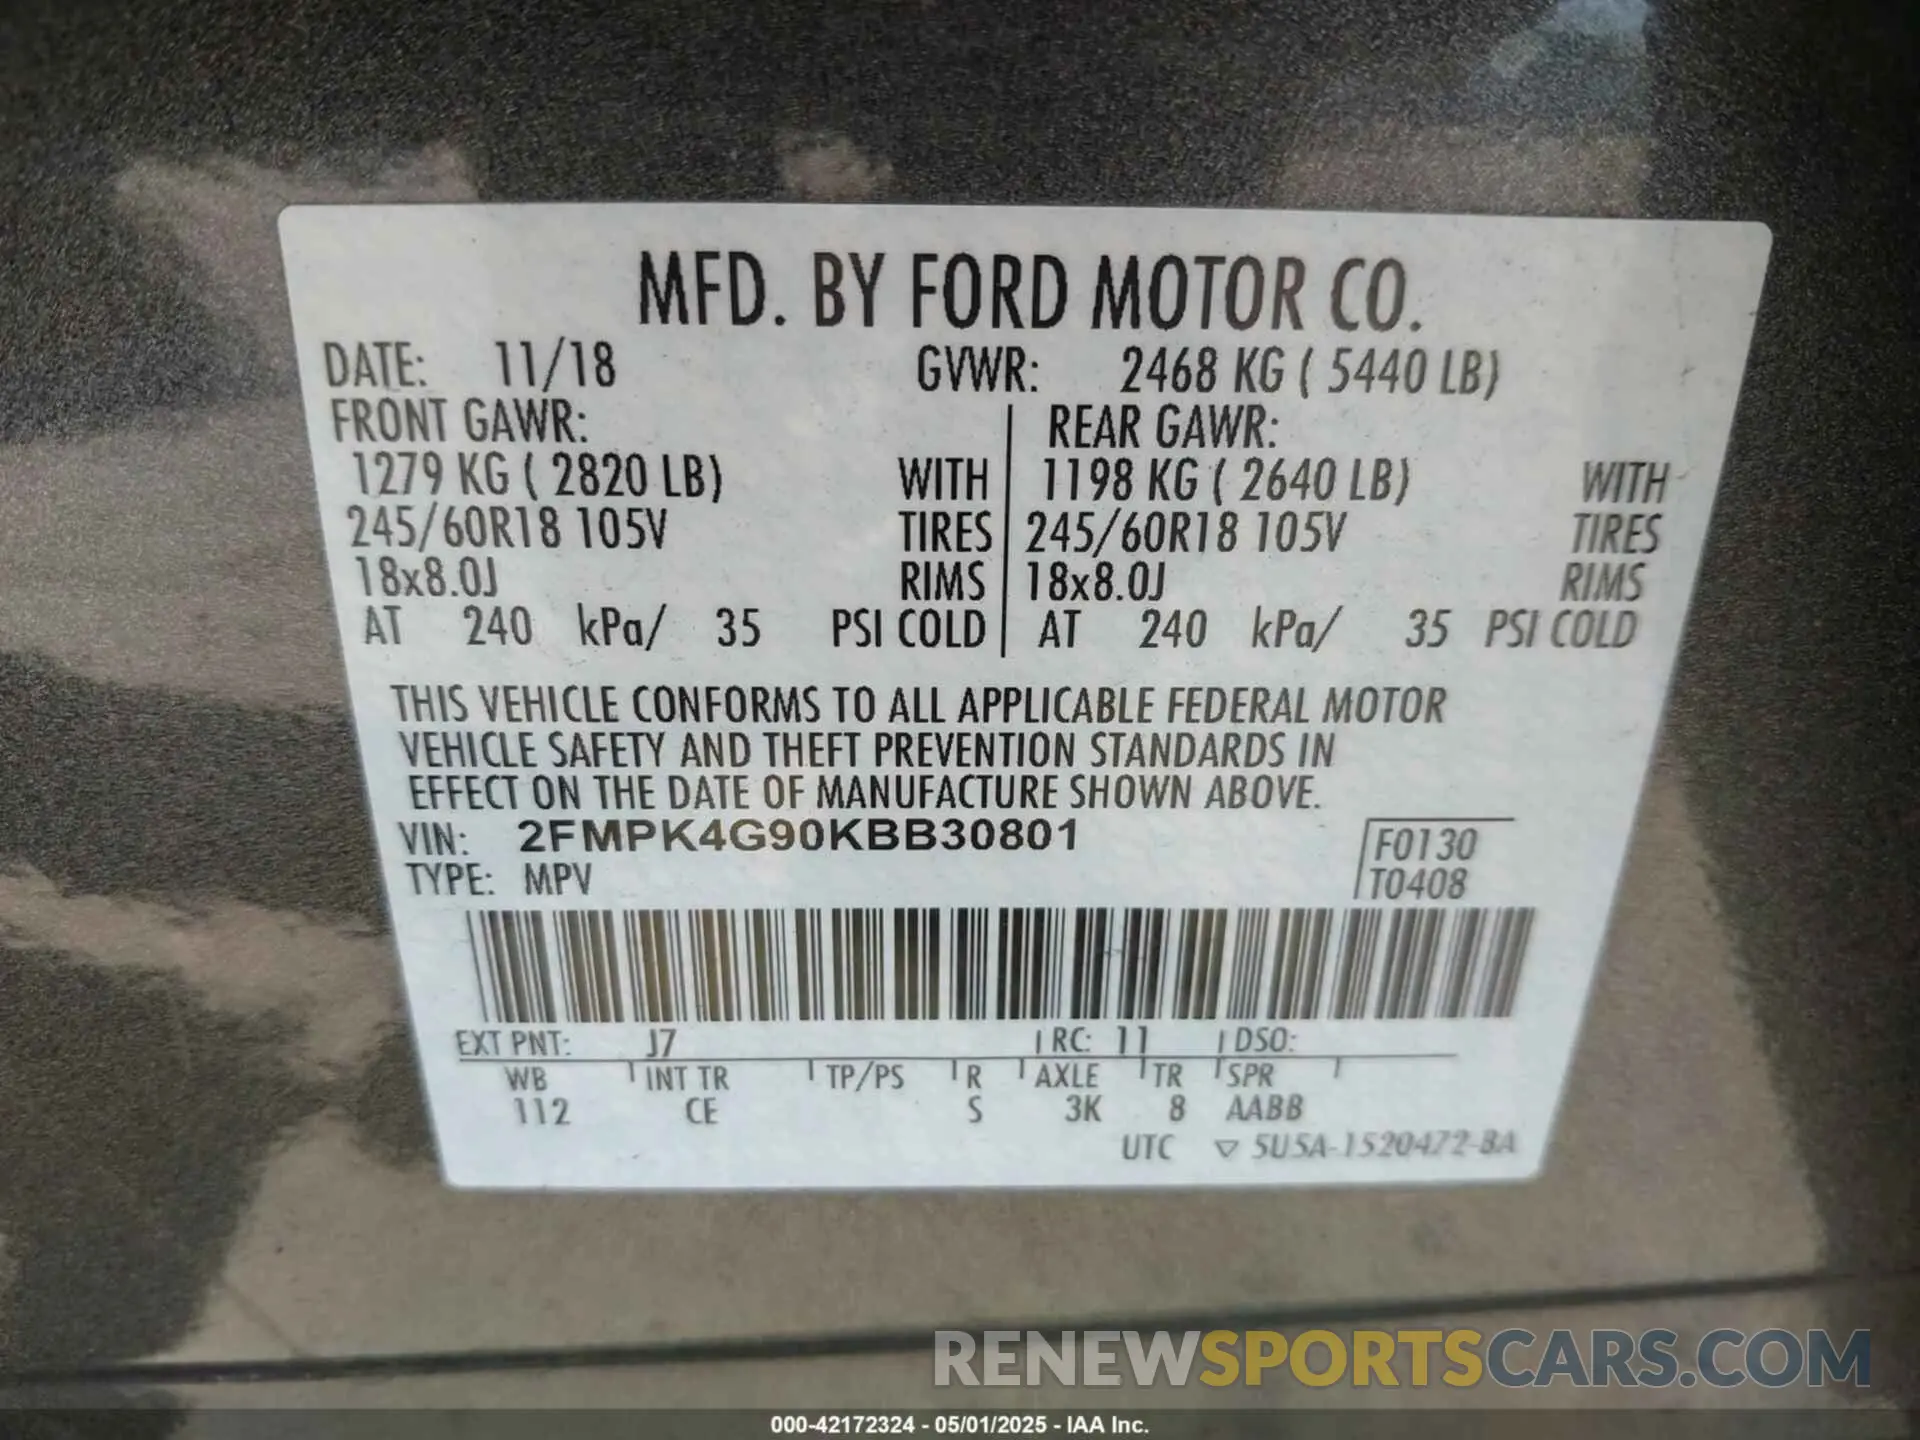 MFD. BY FORD MOTOR CO.
DATE: 11/18 GVWR: 2468 KG ( 5440 LB)
FRONT GAWR: REAR GAWR:
1279 KG ( 2820 LB) WITH 1198 KG ( 2640 LB) WITH
245/60R18 105V TIRES 245/60R18 105V TIRES
18x8.0J RIMS 18x8.0J RIMS
AT 240 kPa/ 35 PSI COLD AT 240 kPa/ 35 PSI COLD
THIS VEHICLE CONFORMS TO ALL APPLICABLE FEDERAL MOTOR
VEHICLE SAFETY AND THEFT PREVENTION STANDARDS IN
EFFECT ON THE DATE OF MANUFACTURE SHOWN ABOVE.
VIN: 2FMPK4G90KBB30801 F0130
TYPE: MPV T0408
EXT PNT: J7 RC: 11 DSO:
WB INT TR TP/PS R AXLE TR SPR
112 CE S 3K 8 AABB
UTC ▽ 5U5A-1520472-BA
RENEWSPORTSCARS.COM
000-42172324 - 05/01/2025 - IAA Inc.